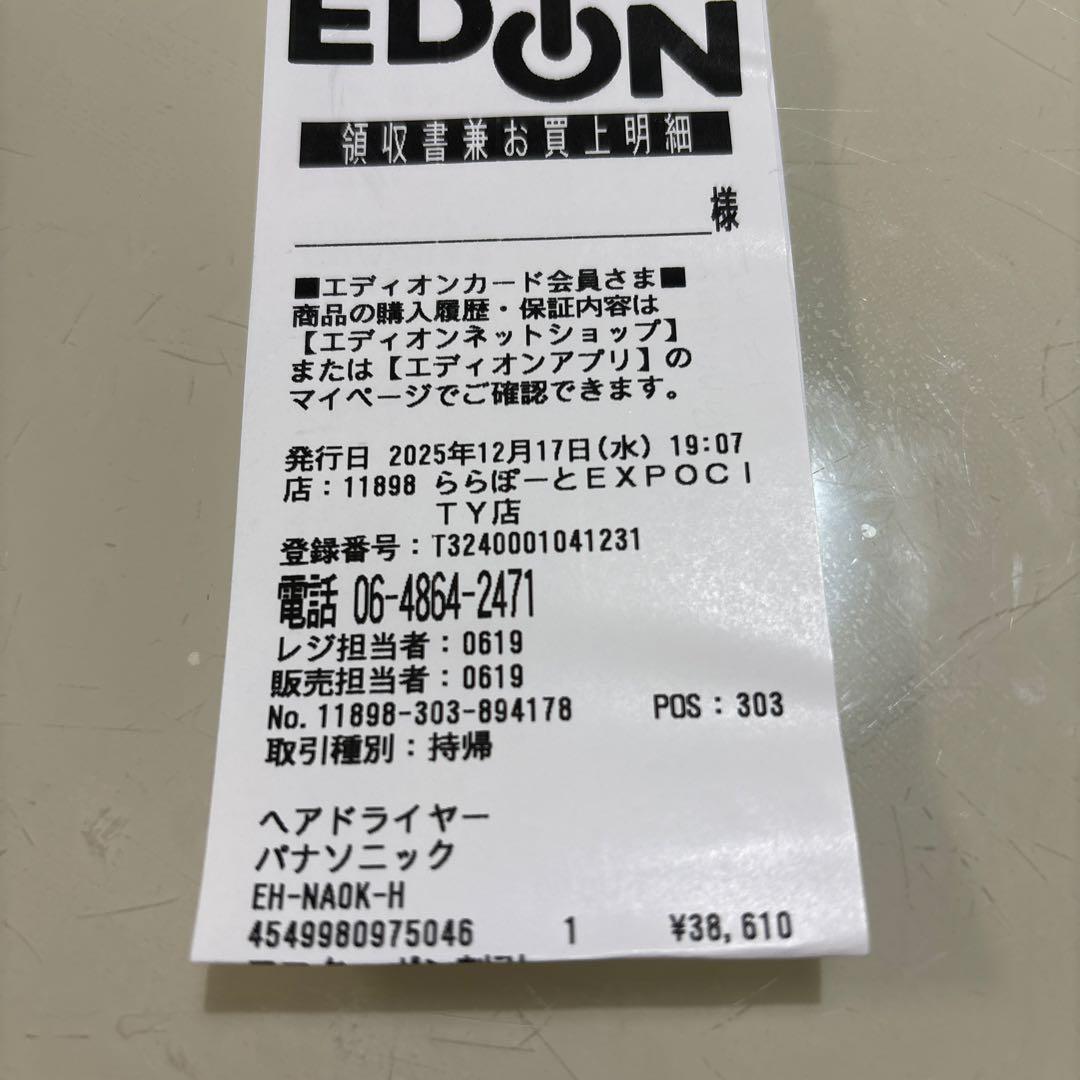 EDION
領収書兼お買上明細
様
■エディオンカード会員さま■
商品の購入履歴・保証内容は
【エディオンネットショップ】
または【エディオンアプリ】の
マイページでご確認できます。
発行日 2025年12月17日(水) 19:07
店:11898 ららぽーとＥＸＰＯＣＩ
ＴＹ店
登録番号:T3240001041231
電話 06-4864-2471
レジ担当者:0619
販売担当者:0619
No.11898-303-894178 POS:303
取引種別:持帰
ヘアドライヤー
パナソニック
EH-NA0K-H
4549980975046 1 ¥38,610